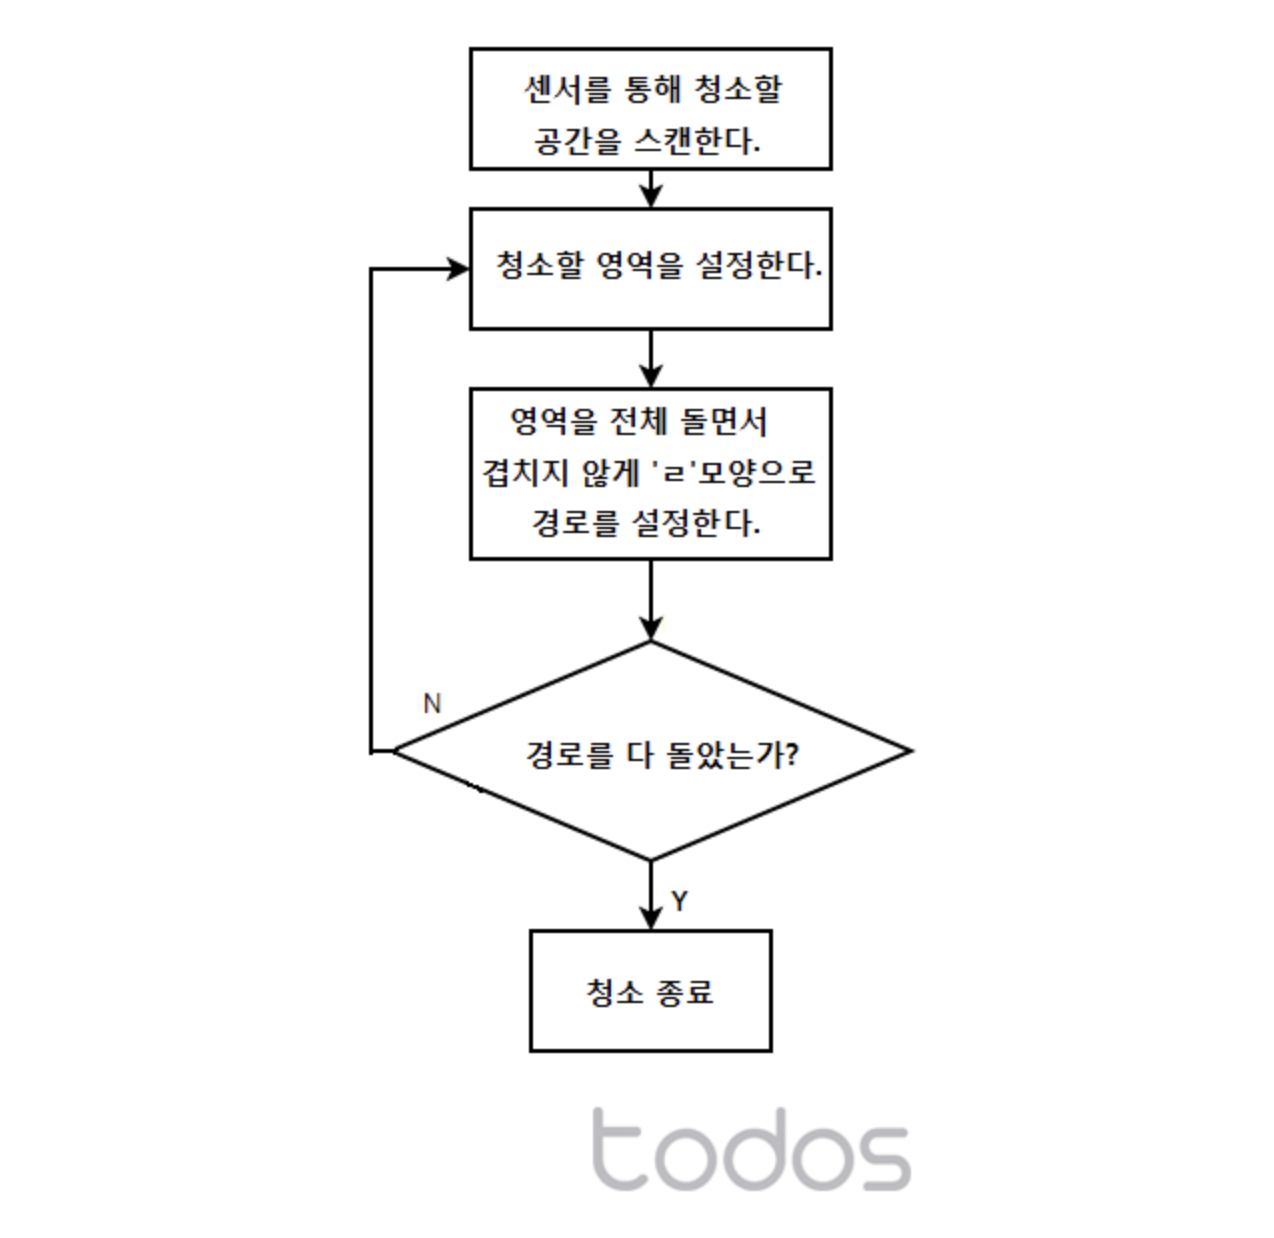 센서를 통해 청소할
공간을 스캔한다.
청소할 영역을 설정한다.
영역을 전체 돌면서
겹치지 않게 'ㄹ'모양으로
경로를 설정한다.
N
경로를 다 돌았는가?
Y
청소 종료
todos